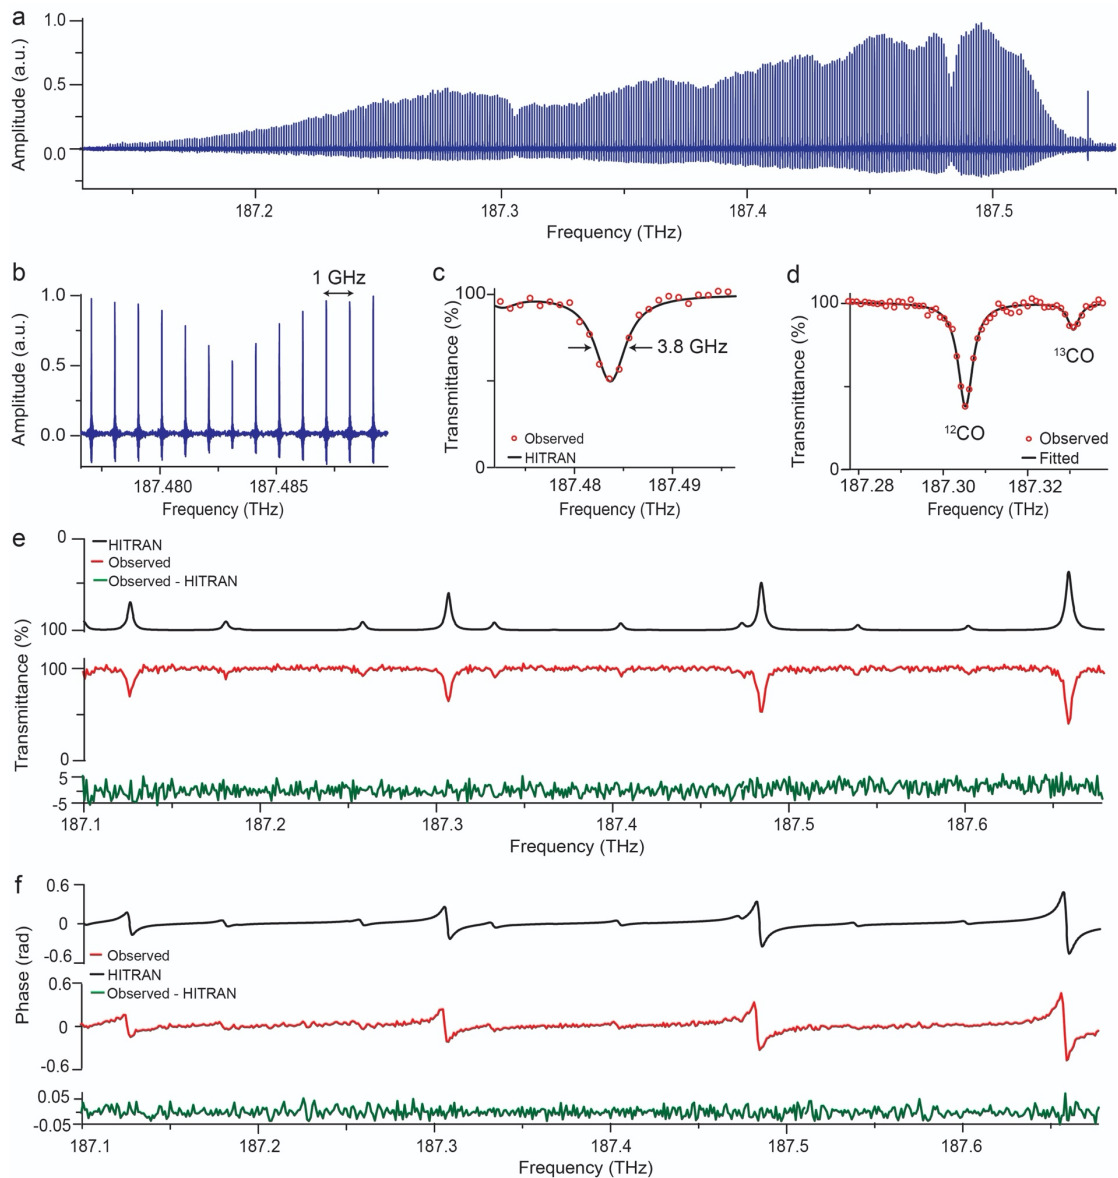 a
Amplitude (a.u.)
1.0
0.5
0.0
187.2 187.3 187.4 187.5
Frequency (THz)
b
Amplitude (a.u.)
1.0
0.5
0.0
1 GHz
187.480 187.485
Frequency (THz)
c
Transmittance (%)
100
0
3.8 GHz
Observed
HITRAN
187.48 187.49
Frequency (THz)
d
Transmittance (%)
100
0
¹³CO
¹²CO
Observed
Fitted
187.28 187.30 187.32
Frequency (THz)
e
Transmittance (%)
0
HITRAN
Observed
Observed - HITRAN
100
100
0
5
-5
187.1 187.2 187.3 187.4 187.5 187.6
Frequency (THz)
f
Phase (rad)
0.6
0
-0.6
Observed
HITRAN
Observed - HITRAN
0.6
0
-0.6
0.05
-0.05
187.1 187.2 187.3 187.4 187.5 187.6
Frequency (THz)